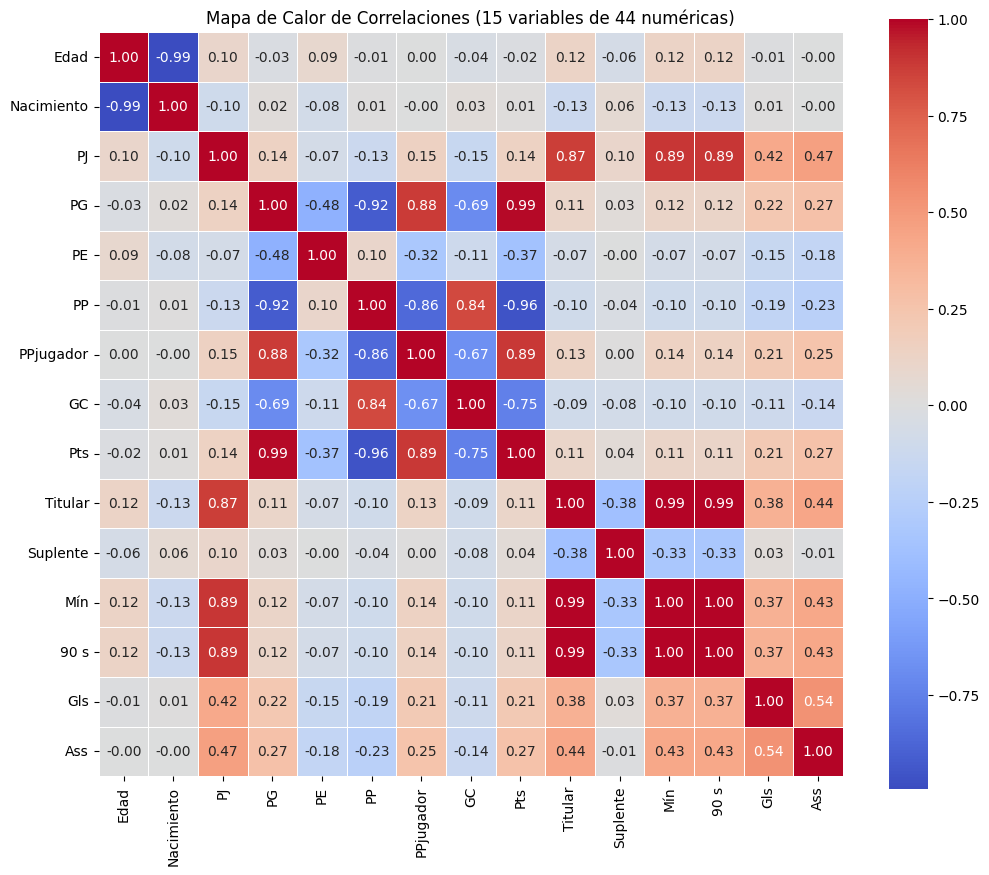 Mapa de Calor de Correlaciones (15 variables de 44 numéricas)
Edad 1.00 -0.99 0.10 -0.03 0.09 -0.01 0.00 -0.04 -0.02 0.12 -0.06 0.12 0.12 -0.01 -0.00
Nacimiento -0.99 1.00 -0.10 0.02 -0.08 0.01 -0.00 0.03 0.01 -0.13 0.06 -0.13 -0.13 0.01 -0.00
PJ 0.10 -0.10 1.00 0.14 -0.07 -0.13 0.15 -0.15 0.14 0.87 0.10 0.89 0.89 0.42 0.47
PG -0.03 0.02 0.14 1.00 -0.48 -0.92 0.88 -0.69 0.99 0.11 0.03 0.12 0.12 0.22 0.27
PE 0.09 -0.08 -0.07 -0.48 1.00 0.10 -0.32 -0.11 -0.37 -0.07 -0.00 -0.07 -0.07 -0.15 -0.18
PP -0.01 0.01 -0.13 -0.92 0.10 1.00 -0.86 0.84 -0.96 -0.10 -0.04 -0.10 -0.10 -0.19 -0.23
PPjugador 0.00 -0.00 0.15 0.88 -0.32 -0.86 1.00 -0.67 0.89 0.13 0.00 0.14 0.14 0.21 0.25
GC -0.04 0.03 -0.15 -0.69 -0.11 0.84 -0.67 1.00 -0.75 -0.09 -0.08 -0.10 -0.10 -0.11 -0.14
Pts -0.02 0.01 0.14 0.99 -0.37 -0.96 0.89 -0.75 1.00 0.11 0.04 0.11 0.11 0.21 0.27
Titular 0.12 -0.13 0.87 0.11 -0.07 -0.10 0.13 -0.09 0.11 1.00 -0.38 0.99 0.99 0.38 0.44
Suplente -0.06 0.06 0.10 0.03 -0.00 -0.04 0.00 -0.08 0.04 -0.38 1.00 -0.33 -0.33 0.03 -0.01
Mín 0.12 -0.13 0.89 0.12 -0.07 -0.10 0.14 -0.10 0.11 0.99 -0.33 1.00 1.00 0.37 0.43
90 s 0.12 -0.13 0.89 0.12 -0.07 -0.10 0.14 -0.10 0.11 0.99 -0.33 1.00 1.00 0.37 0.43
Gls -0.01 0.01 0.42 0.22 -0.15 -0.19 0.21 -0.11 0.21 0.38 0.03 0.37 0.37 1.00 0.54
Ass -0.00 -0.00 0.47 0.27 -0.18 -0.23 0.25 -0.14 0.27 0.44 -0.01 0.43 0.43 0.54 1.00
Edad Nacimiento PJ PG PE PP PPjugador GC Pts Titular Suplente Mín 90 s Gls Ass
1.00
0.75
0.50
0.25
0.00
−0.25
−0.50
−0.75